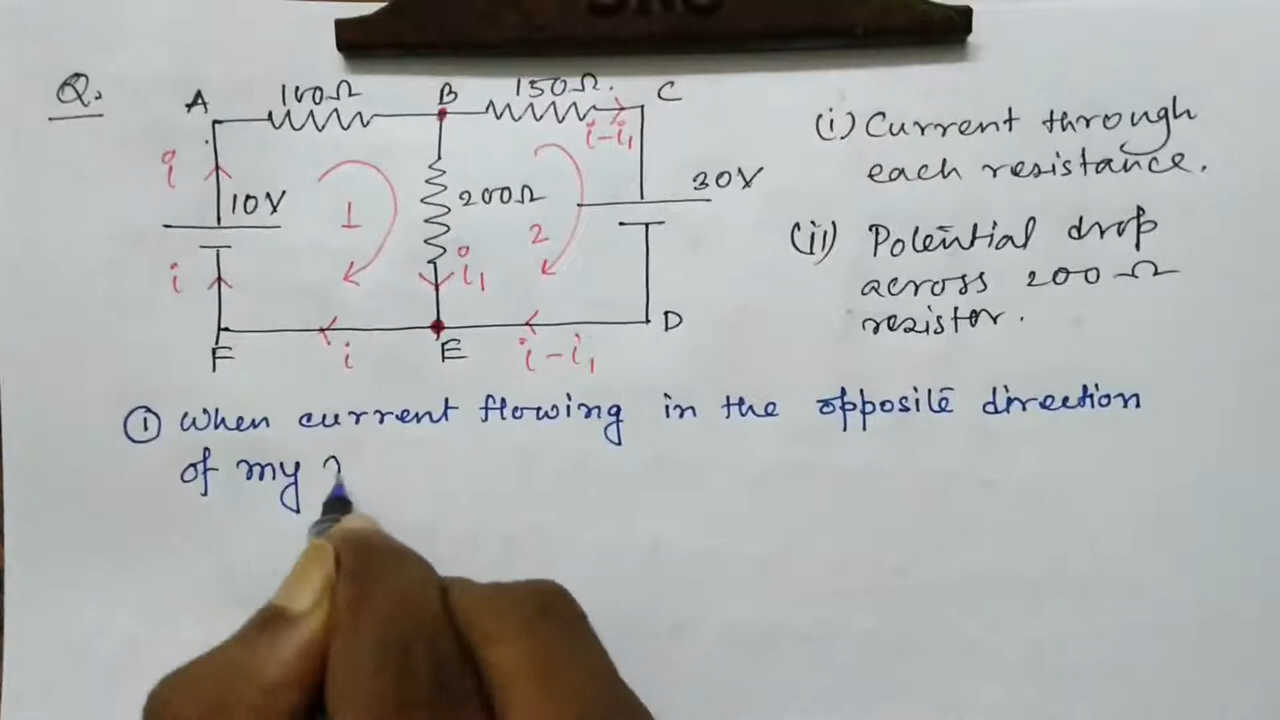 Q.
A
100Ω
B
150Ω.
C
i-i₁
i
10V
1
200Ω
2
30V
i
i₁
F
i
E
i-i₁
D
(i) Current through
each resistance.
(ii) Potential drop
across 200Ω
resistor.
① When current flowing in the opposite direction
of my